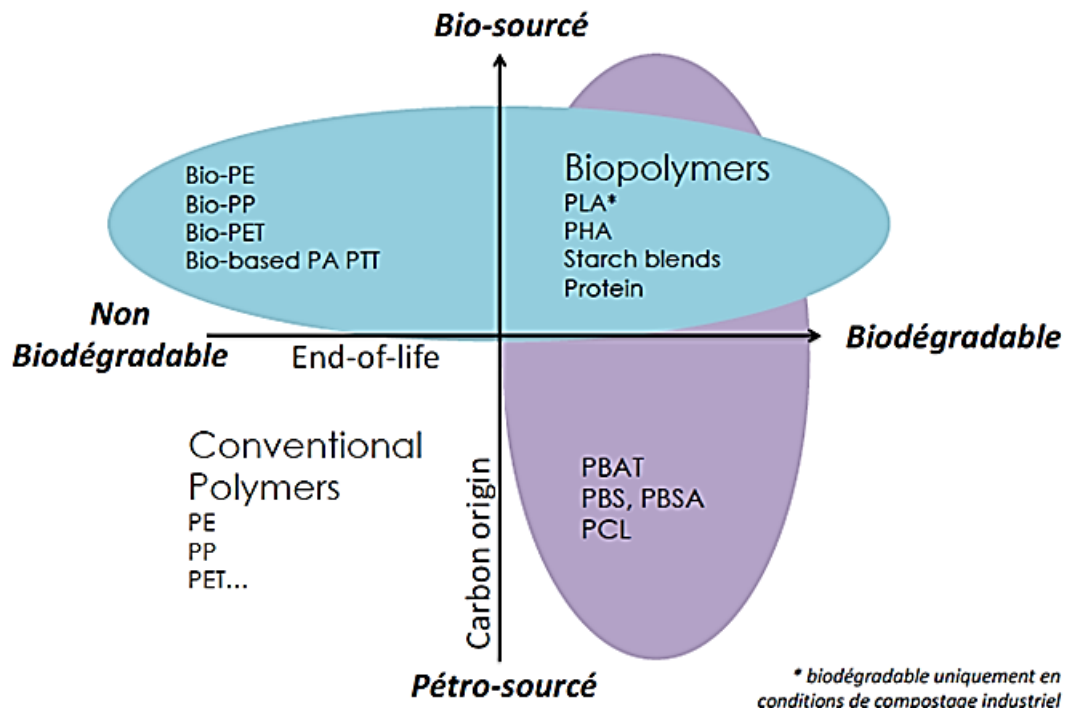 Bio-sourcé
Bio-PE
Bio-PP
Bio-PET
Bio-based PA PTT
Biopolymers
PLA*
PHA
Starch blends
Protein
Non
Biodégradable
End-of-life
Biodégradable
Conventional
Polymers
PE
PP
PET...
Carbon origin
PBAT
PBS, PBSA
PCL
Pétro-sourcé
* biodégradable uniquement en
conditions de compostage industriel